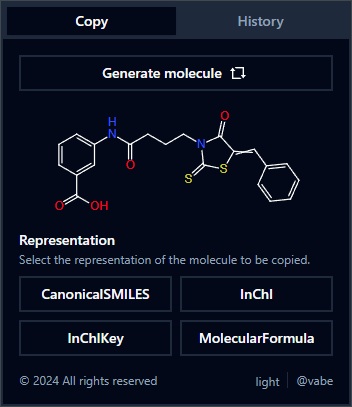 Copy
History
Generate molecule
H
N
O
O
OH
N
O
S
S
Representation
Select the representation of the molecule to be copied.
CanonicalSMILES
InChI
InChIKey
MolecularFormula
© 2024 All rights reserved
light
@vabe